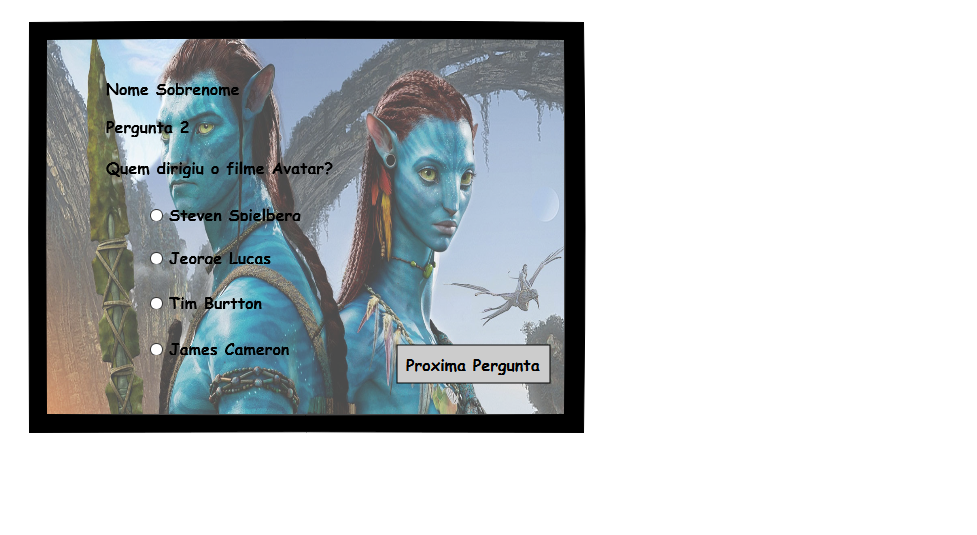 Nome Sobrenome
Pergunta 2
Quem dirigiu o filme Avatar?
Steven Spielberg
Jeorge Lucas
Tim Burtton
James Cameron
Proxima Pergunta